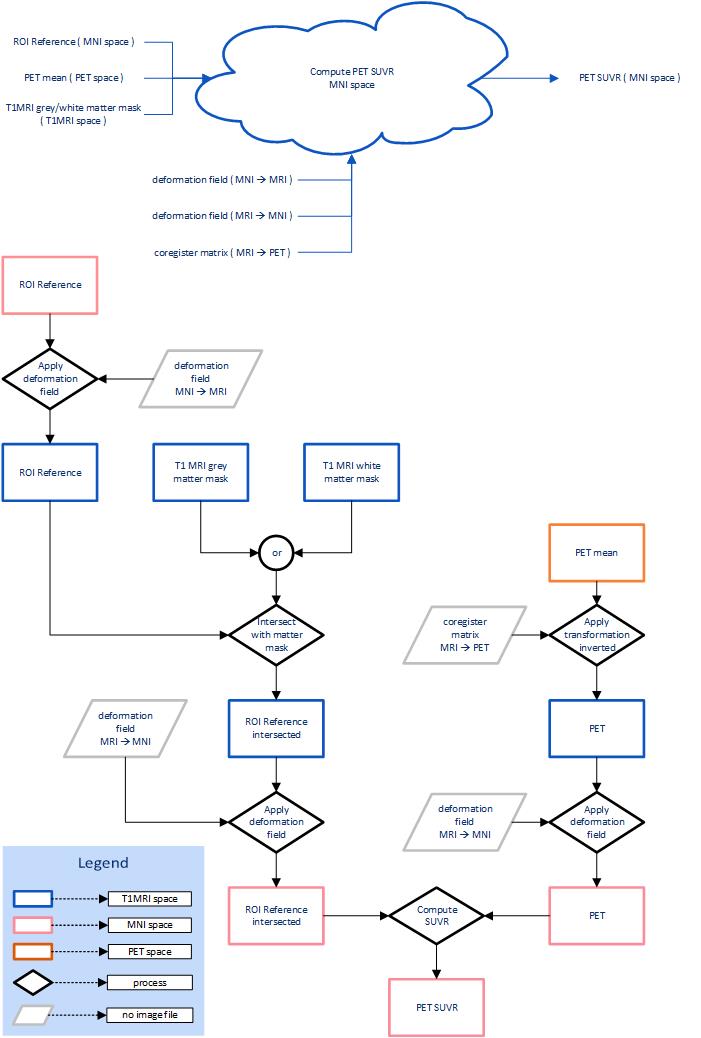 ROI Reference ( MNI space )
PET mean ( PET space )
T1MRI grey/white matter mask
( T1MRI space )
Compute PET SUVR
MNI space
PET SUVR ( MNI space )
deformation field ( MNI → MRI )
deformation field ( MRI → MNI )
coregister matrix ( MRI → PET )
ROI Reference
Apply
deformation
field
deformation
field
MNI → MRI
ROI Reference
T1 MRI grey
matter mask
T1 MRI white
matter mask
or
PET mean
Intersect
with matter
mask
coregister
matrix
MRI → PET
Apply
transformation
inverted
deformation
field
MRI → MNI
ROI Reference
intersected
PET
Apply
deformation
field
deformation
field
MRI → MNI
Apply
deformation
field
ROI Reference
intersected
Compute
SUVR
PET
PET SUVR
Legend
T1MRI space
MNI space
PET space
process
no image file